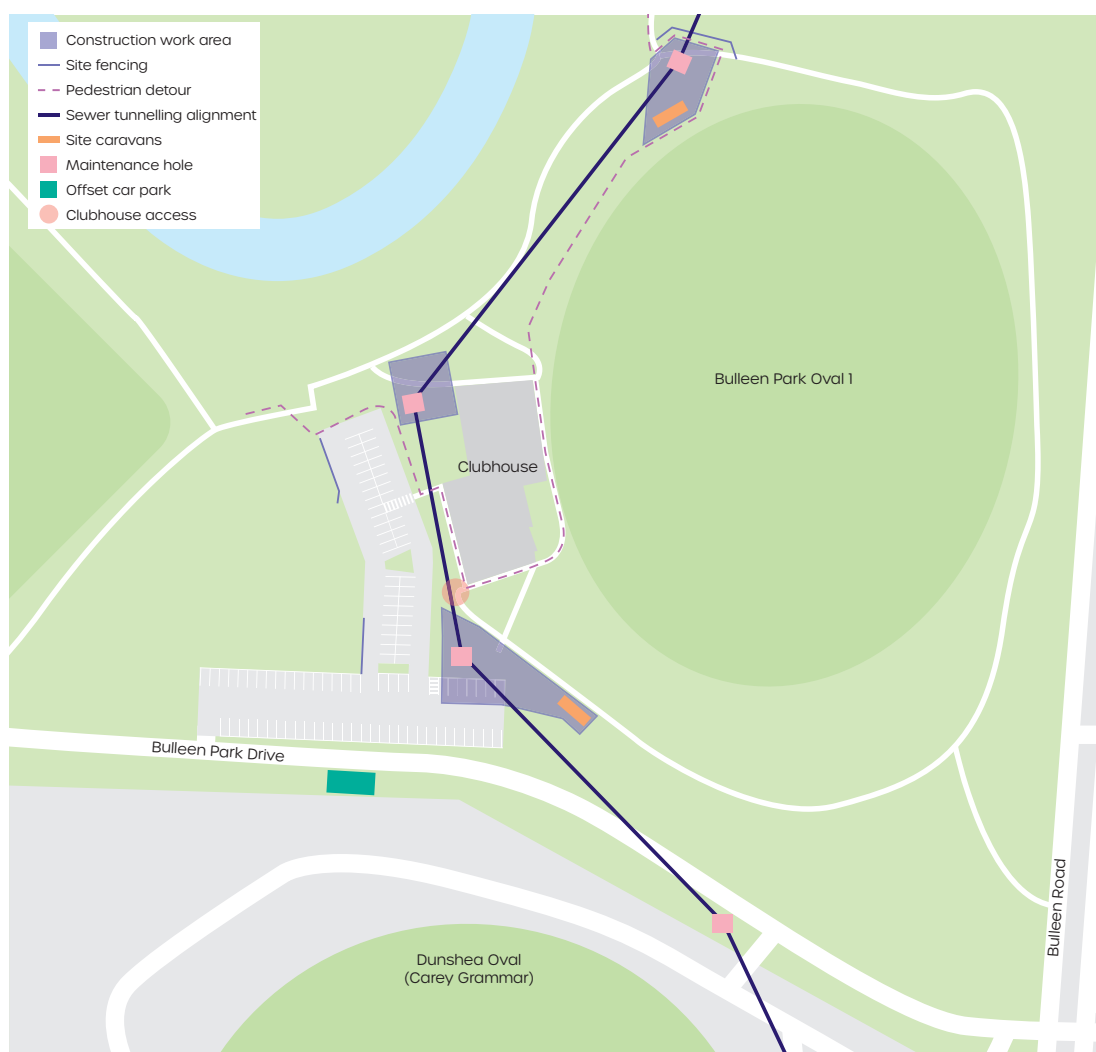 Construction work area
Site fencing
Pedestrian detour
Sewer tunnelling alignment
Site caravans
Maintenance hole
Offset car park
Clubhouse access
Bulleen Park Oval 1
Clubhouse
Bulleen Park Drive
Bulleen Road
Dunshea Oval
(Carey Grammar)